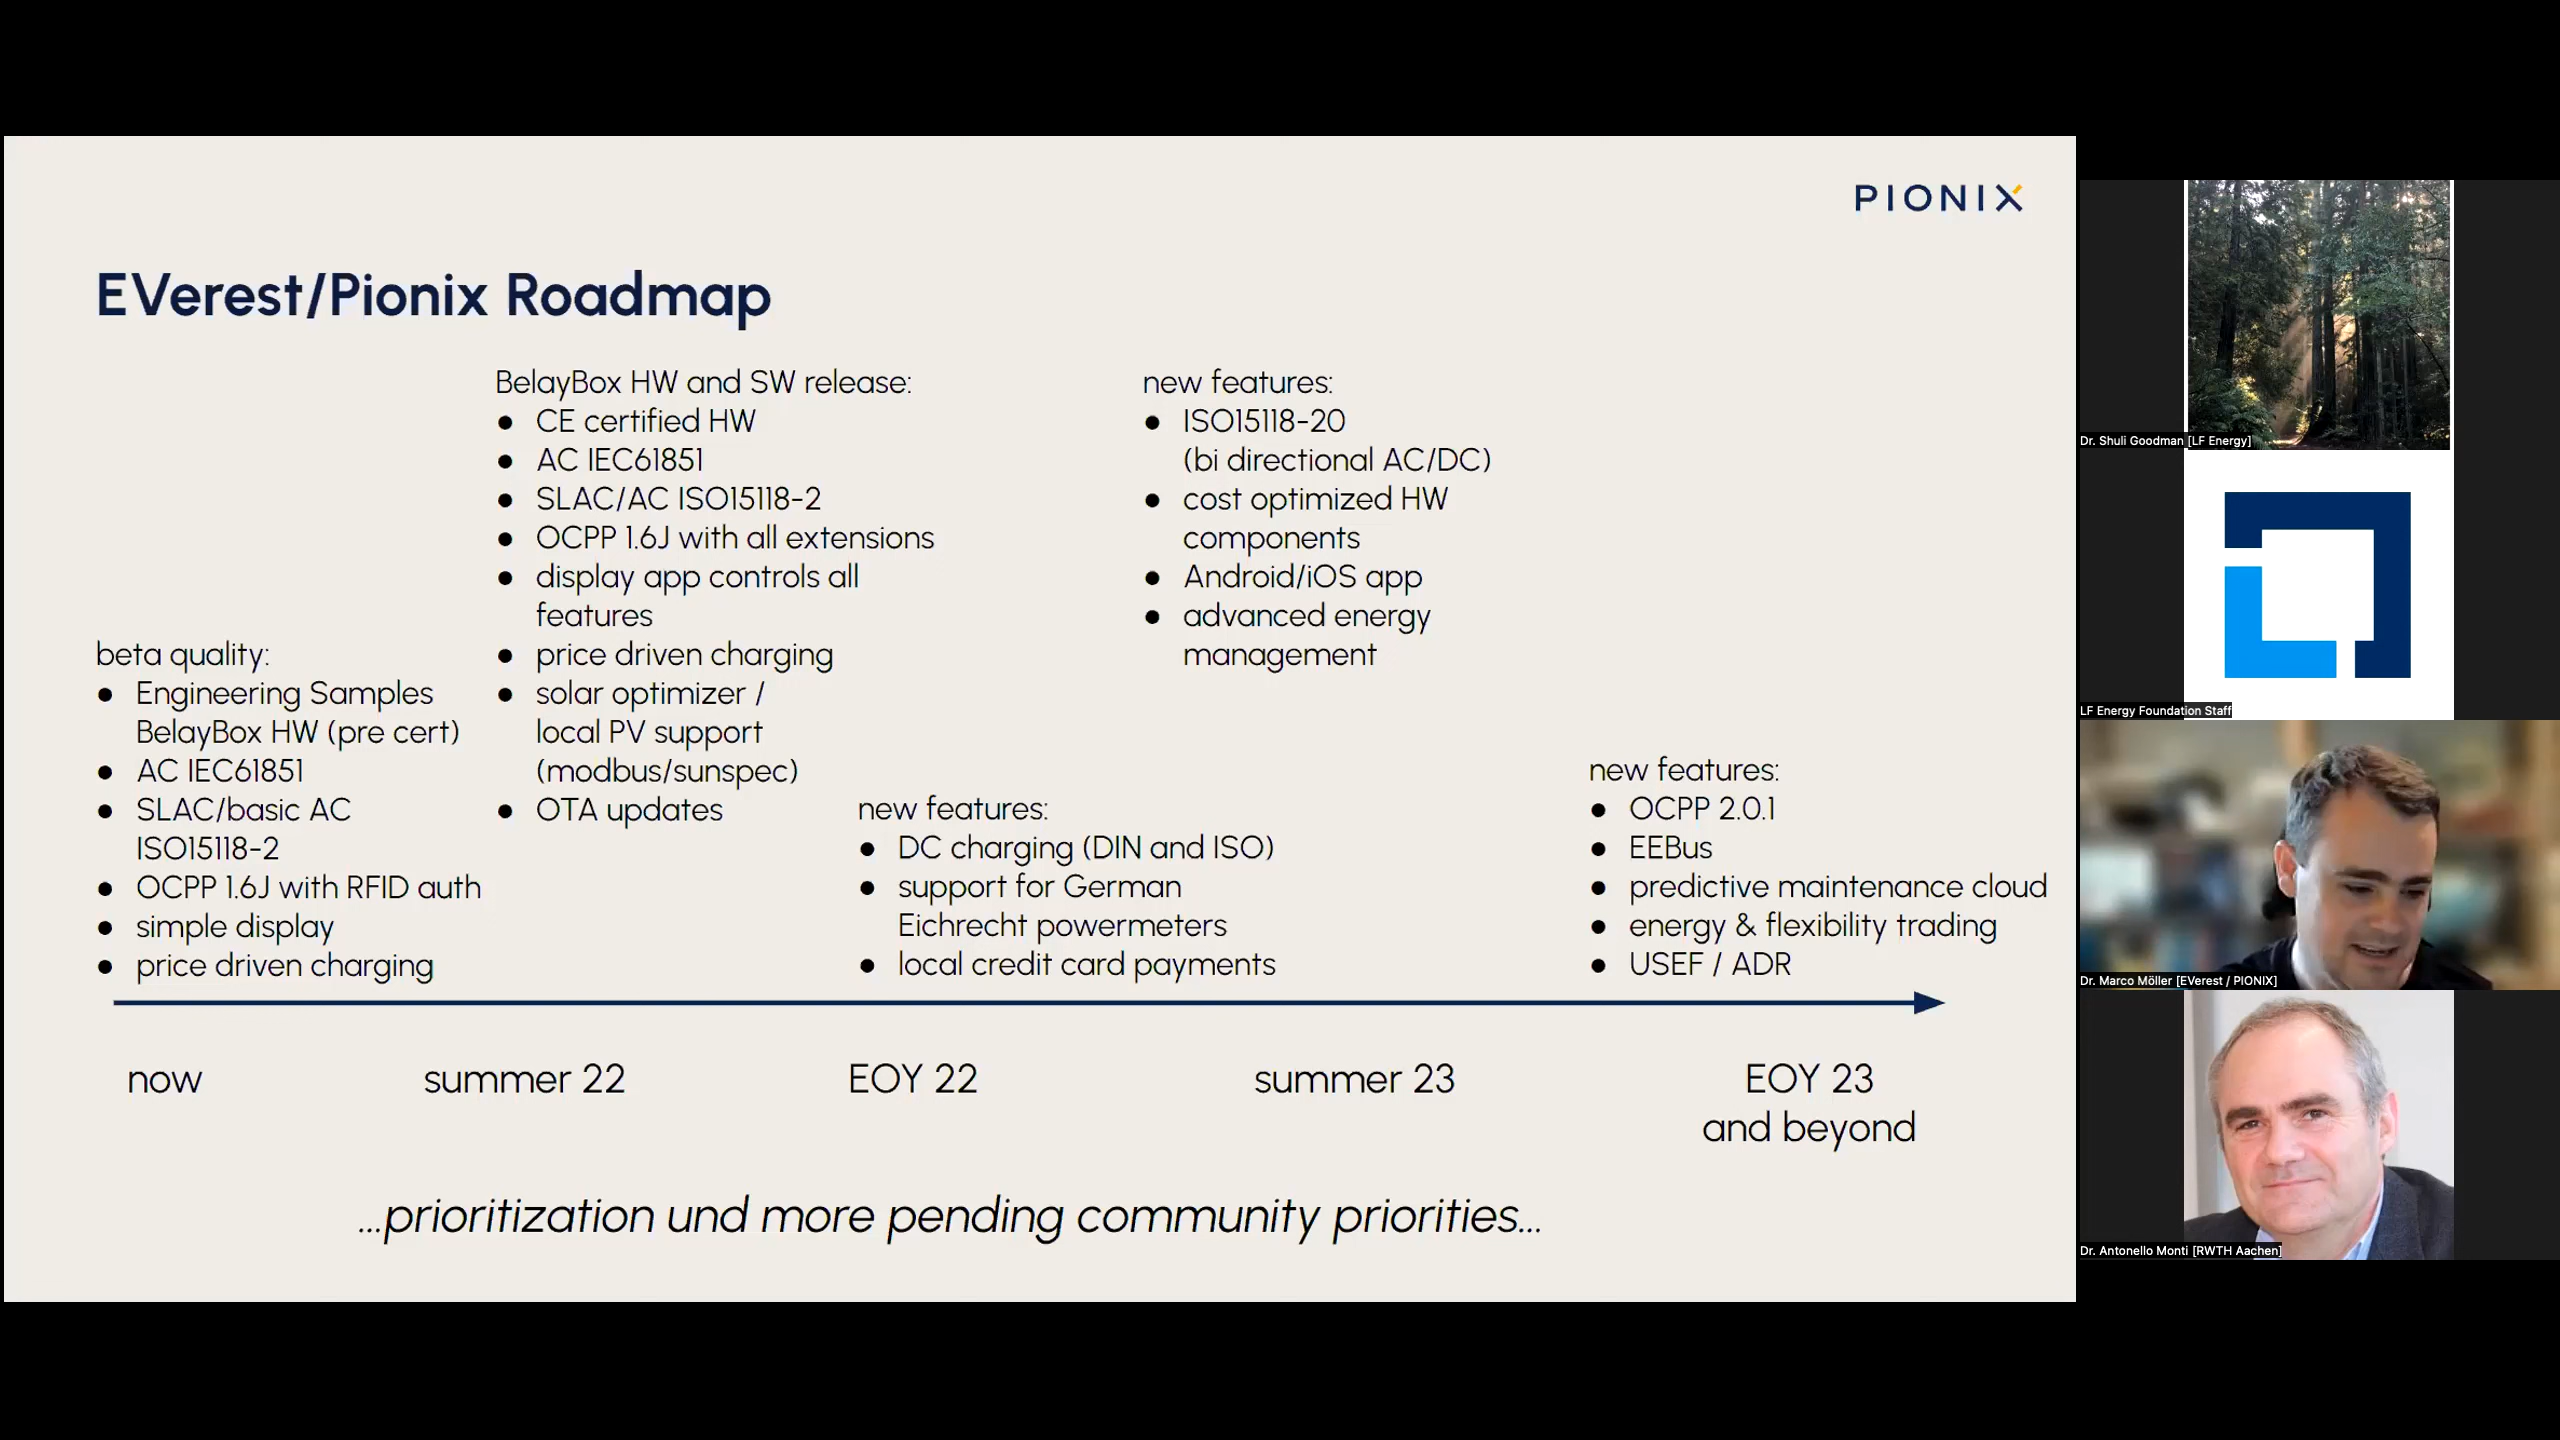 PIONIX
EVerest/Pionix Roadmap
beta quality:
● Engineering Samples
BelayBox HW (pre cert)
● AC IEC61851
● SLAC/basic AC
ISO15118-2
● OCPP 1.6J with RFID auth
● simple display
● price driven charging
BelayBox HW and SW release:
● CE certified HW
● AC IEC61851
● SLAC/AC ISO15118-2
● OCPP 1.6J with all extensions
● display app controls all
features
● price driven charging
● solar optimizer /
local PV support
(modbus/sunspec)
● OTA updates
new features:
● DC charging (DIN and ISO)
● support for German
Eichrecht powermeters
● local credit card payments
new features:
● ISO15118-20
(bi directional AC/DC)
● cost optimized HW
components
● Android/iOS app
● advanced energy
management
new features:
● OCPP 2.0.1
● EEBus
● predictive maintenance cloud
● energy & flexibility trading
● USEF / ADR
now
summer 22
EOY 22
summer 23
EOY 23
and beyond
...prioritization und more pending community priorities...
Dr. Shuli Goodman [LF Energy]
LF Energy Foundation Staff
Dr. Marco Möller [EVerest / PIONIX]
Dr. Antonello Monti [RWTH Aachen]